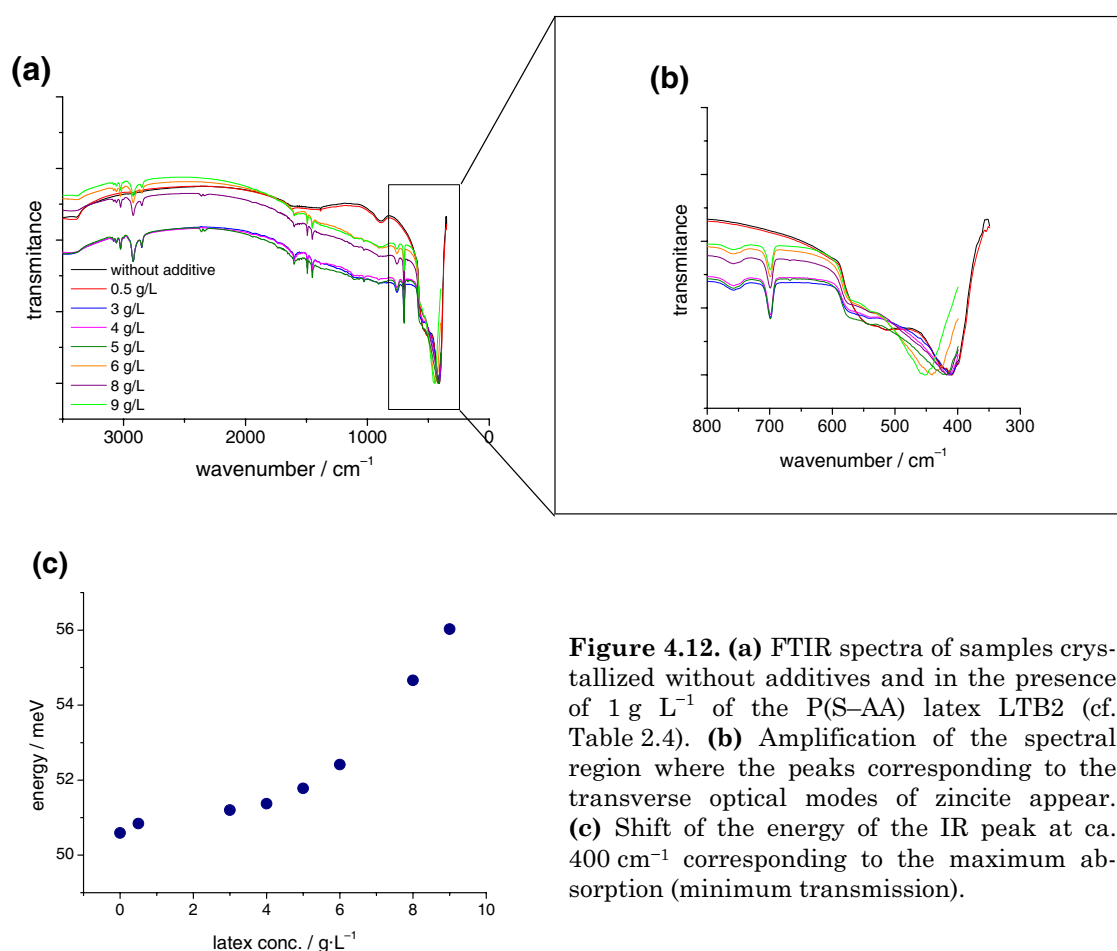 (a)
transmitance
without additive
0.5 g/L
3 g/L
4 g/L
5 g/L
6 g/L
8 g/L
9 g/L
3000 2000 1000 0
wavenumber / cm⁻¹
(b)
transmitance
800 700 600 500 400 300
wavenumber / cm⁻¹
(c)
energy / meV
56
54
52
50
0 2 4 6 8 10
latex conc. / g·L⁻¹
Figure 4.12. (a) FTIR spectra of samples crys-
tallized without additives and in the presence
of 1 g L⁻¹ of the P(S–AA) latex LTB2 (cf.
Table 2.4). (b) Amplification of the spectral
region where the peaks corresponding to the
transverse optical modes of zincite appear.
(c) Shift of the energy of the IR peak at ca.
400 cm⁻¹ corresponding to the maximum ab-
sorption (minimum transmission).